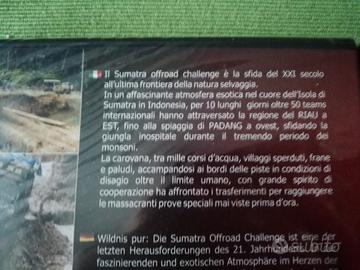 Il Sumatra offroad challenge è la sfida del XXI secolo
all'ultima frontiera della natura selvaggia.
In un affascinante atmosfera esotica nel cuore dell'Isola di
Sumatra in Indonesia, per 10 lunghi giorni oltre 50 teams
internazionali hanno attraversato la regione del RIAU a
EST, fino alla spiaggia di PADANG a ovest, sfidando la
giungla inospitale durante il tremendo periodo dei
monsoni.
La carovana, tra mille corsi d'acqua, villaggi sperduti, frane
e paludi, accampandosi ai bordi delle piste in condizioni di
disagio oltre il limite umano, con grande spirito di
cooperazione ha affrontato i trasferimenti per raggiungere
le massacranti prove speciali mai viste prima d'ora.
Wildnis pur: Die Sumatra Offroad Challenge ist eine der
letzten Herausforderungen des 21. Jahrhunderts. In
faszinierenden und exotischen Atmosphäre im Herzen der